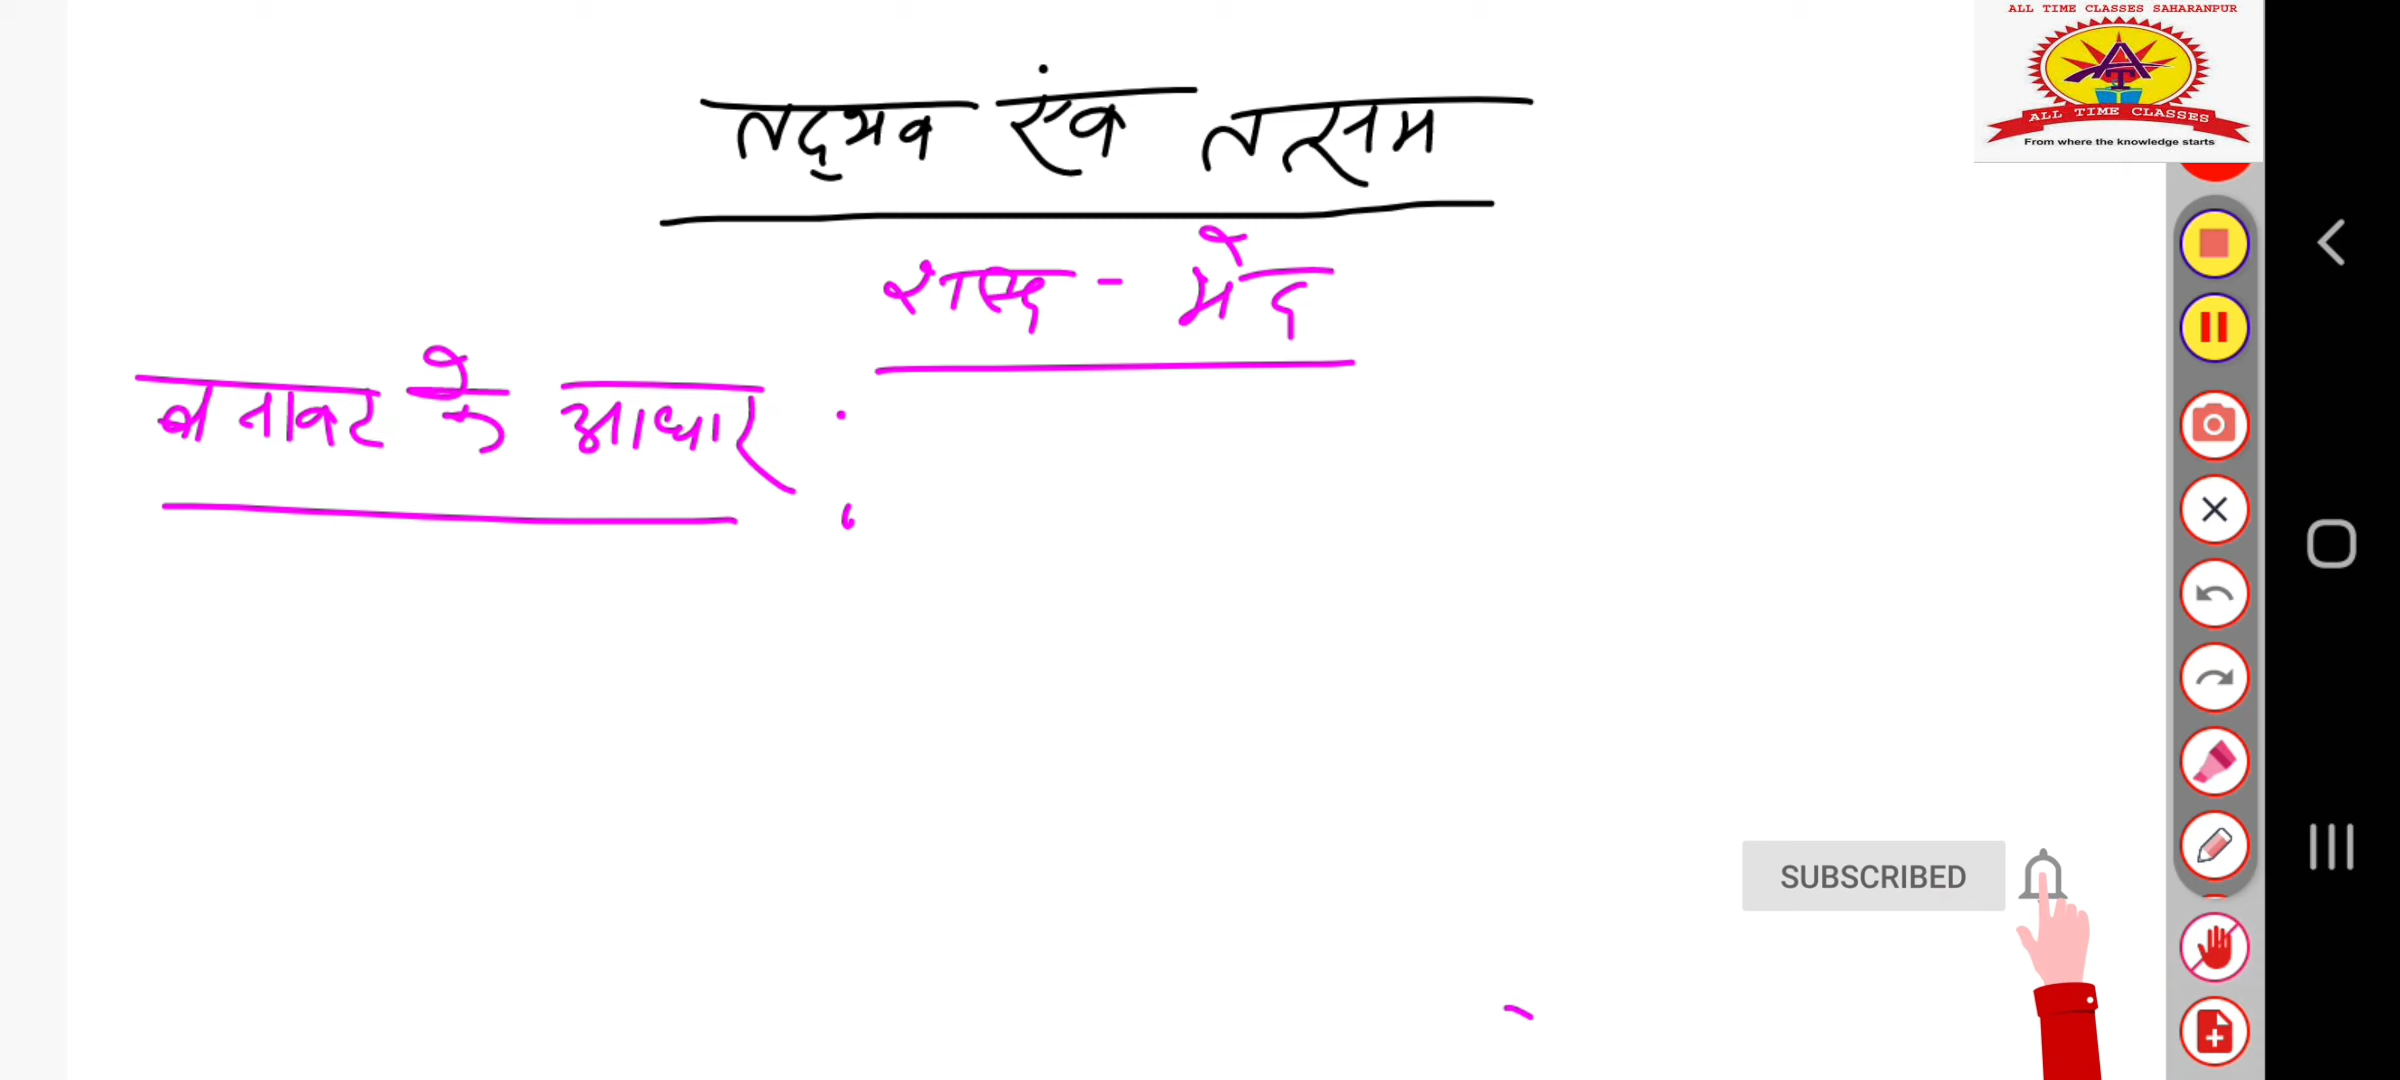 ALL TIME CLASSES SAHARANPUR
AT
ALL TIME CLASSES
From where the knowledge starts
तद्भव एंव तत्सम
शब्द - भेद
बनावट के आधार :
SUBSCRIBED